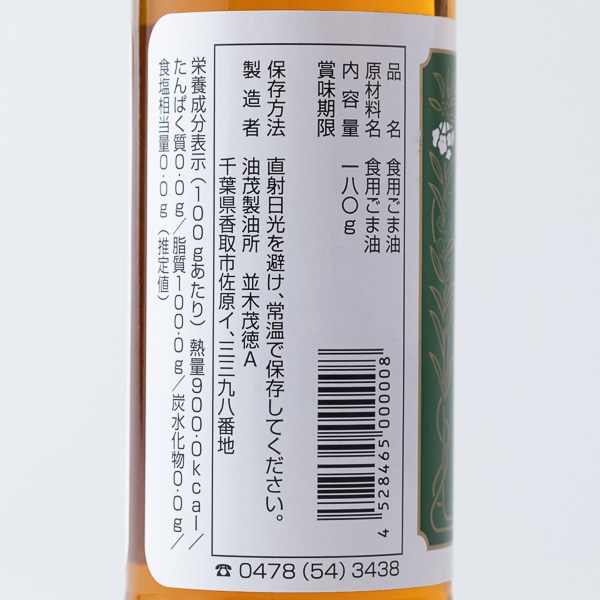 品名 食用ごま油
原材料名 食用ごま油
内容量 一八〇g
賞味期限
保存方法 直射日光を避け、常温で保存してください。
製造者 油茂製油所 並木茂徳A
千葉県香取市佐原イ、三三九八番地
栄養成分表示(100gあたり)熱量900.0kcal/
たんぱく質0.0g/脂質100.0g/炭水化物0.0g/
食塩相当量0.0g(推定値)
4 528465 000008
☎ 0478 (54) 3438